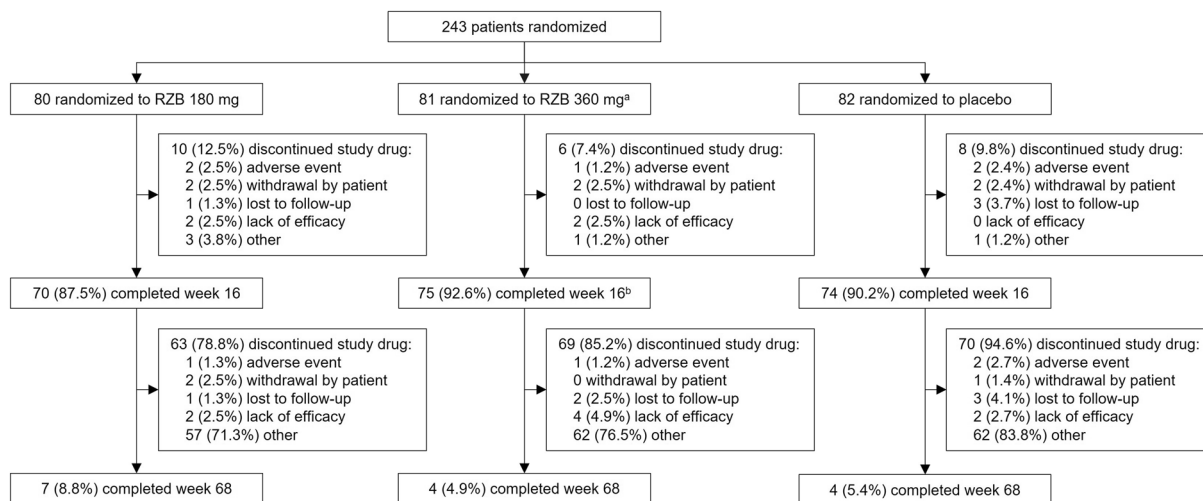 243 patients randomized
80 randomized to RZB 180 mg
81 randomized to RZB 360 mgᵃ
82 randomized to placebo
10 (12.5%) discontinued study drug:
2 (2.5%) adverse event
2 (2.5%) withdrawal by patient
1 (1.3%) lost to follow-up
2 (2.5%) lack of efficacy
3 (3.8%) other
6 (7.4%) discontinued study drug:
1 (1.2%) adverse event
2 (2.5%) withdrawal by patient
0 lost to follow-up
2 (2.5%) lack of efficacy
1 (1.2%) other
8 (9.8%) discontinued study drug:
2 (2.4%) adverse event
2 (2.4%) withdrawal by patient
3 (3.7%) lost to follow-up
0 lack of efficacy
1 (1.2%) other
70 (87.5%) completed week 16
75 (92.6%) completed week 16ᵇ
74 (90.2%) completed week 16
63 (78.8%) discontinued study drug:
1 (1.3%) adverse event
2 (2.5%) withdrawal by patient
1 (1.3%) lost to follow-up
2 (2.5%) lack of efficacy
57 (71.3%) other
69 (85.2%) discontinued study drug:
1 (1.2%) adverse event
0 withdrawal by patient
2 (2.5%) lost to follow-up
4 (4.9%) lack of efficacy
62 (76.5%) other
70 (94.6%) discontinued study drug:
2 (2.7%) adverse event
1 (1.4%) withdrawal by patient
3 (4.1%) lost to follow-up
2 (2.7%) lack of efficacy
62 (83.8%) other
7 (8.8%) completed week 68
4 (4.9%) completed week 68
4 (5.4%) completed week 68